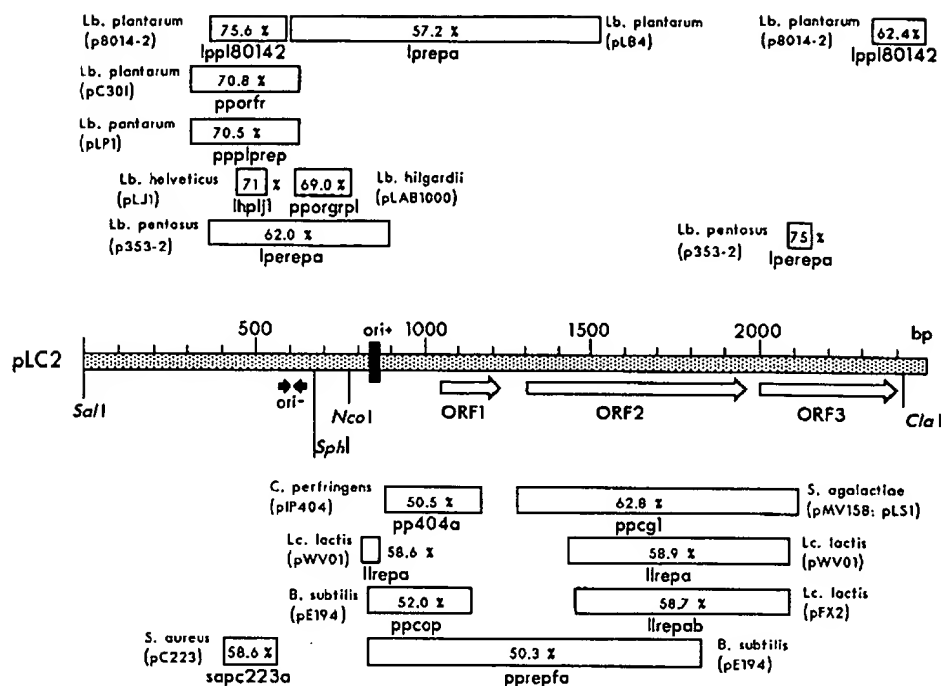 Lb. plantarum 75.6 % 57.2 % Lb. plantarum Lb. plantarum 62.4%
(p8014-2) lppl80142 lprepa (pLB4) (p8014-2) lppl80142
Lb. plantarum 70.8 %
(pC30l) pporfr
Lb. pantarum 70.5 %
(pLP1) ppplprep
Lb. helveticus 71 % 69.0 % Lb. hilgardii
(pLJ1) lhplj1 pporgrpl (pLAB1000)
Lb. pentosus 62.0 % Lb. pentosus 75 %
(p353-2) lperepa (p353-2) lperepa
500 ori+ 1000 1500 2000 bp
pLC2
SalI ori- NcoI ORF1 ORF2 ORF3 ClaI
SphI
C. perfringens 50.5 % 62.8 % S. agalactiae
(pIP404) pp404a ppcg1 (pMV158; pLS1)
Lc. lactis 58.6 % 58.9 % Lc. lactis
(pWV01) llrepa llrepa (pWV01)
B. subtilis 52.0 % 58.7 % Lc. lactis
(pE194) ppcop llrepab (pFX2)
S. aureus 58.6 % 50.3 % B. subtilis
(pC223) sapc223a pprepfa (pE194)